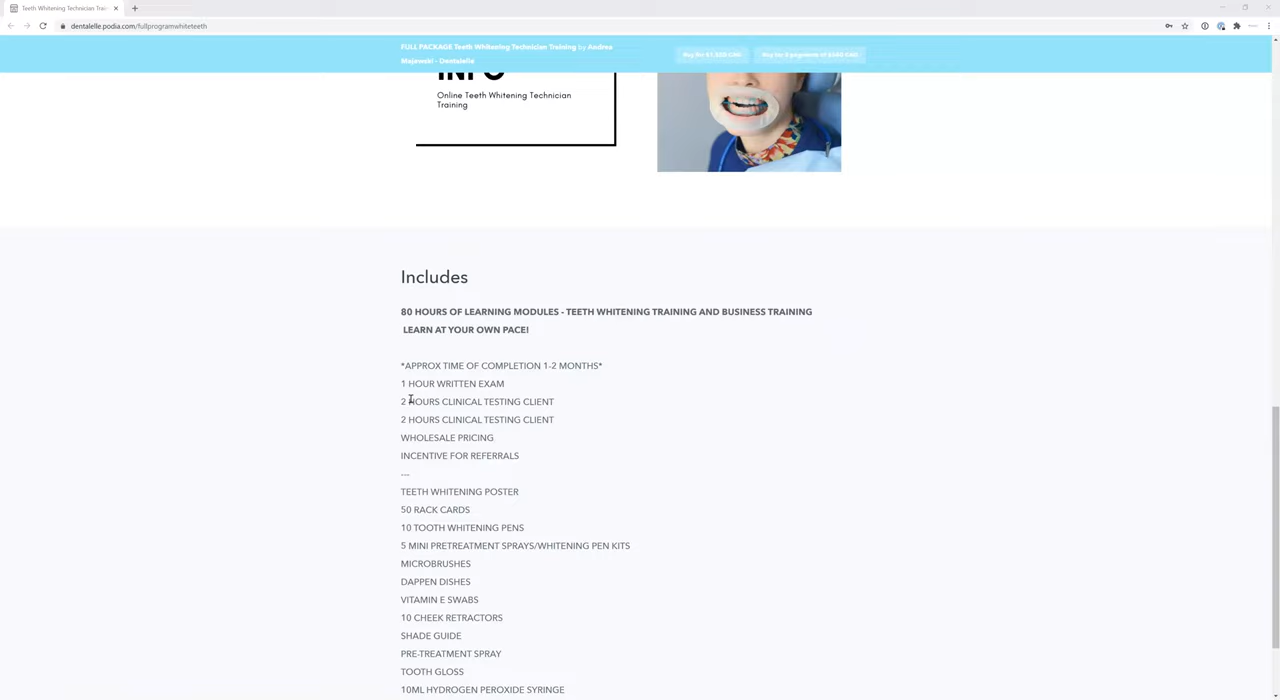 Teeth Whitening Technician Trai
dentalelle.podia.com/fullprogramwhiteteeth
FULL PACKAGE Teeth Whitening Technician Training by Andrea
Majewski - Dentalelle
INFO
Online Teeth Whitening Technician
Training
Includes
80 HOURS OF LEARNING MODULES - TEETH WHITENING TRAINING AND BUSINESS TRAINING
LEARN AT YOUR OWN PACE!
*APPROX TIME OF COMPLETION 1-2 MONTHS*
1 HOUR WRITTEN EXAM
2 HOURS CLINICAL TESTING CLIENT
2 HOURS CLINICAL TESTING CLIENT
WHOLESALE PRICING
INCENTIVE FOR REFERRALS
---
TEETH WHITENING POSTER
50 RACK CARDS
10 TOOTH WHITENING PENS
5 MINI PRETREATMENT SPRAYS/WHITENING PEN KITS
MICROBRUSHES
DAPPEN DISHES
VITAMIN E SWABS
10 CHEEK RETRACTORS
SHADE GUIDE
PRE-TREATMENT SPRAY
TOOTH GLOSS
10ML HYDROGEN PEROXIDE SYRINGE